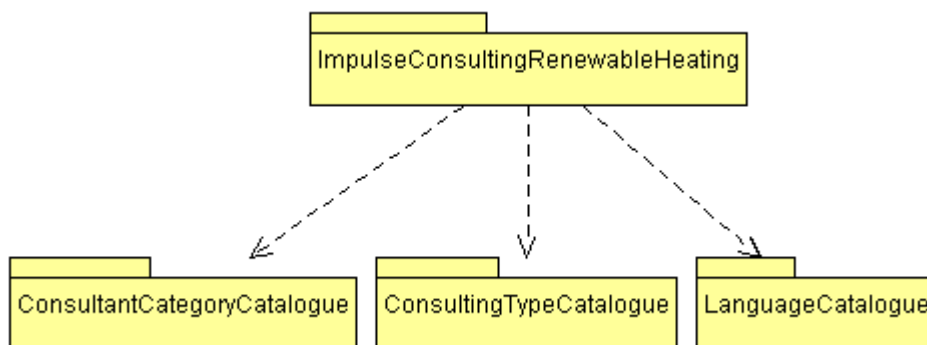 ImpulseConsultingRenewableHeating
ConsultantCategoryCatalogue
ConsultingTypeCatalogue
LanguageCatalogue